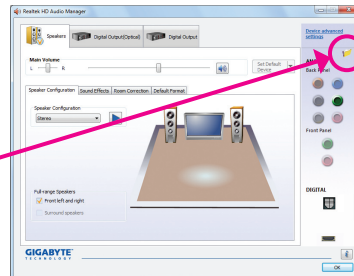 Realtek HD Audio Manager
Speakers
Digital Output(Optical)
Digital Output
Device advanced
settings
Main Volume
L
R
Set Default
Device
Back Panel
Speaker Configuration
Sound Effects
Room Correction
Default Format
Speaker Configuration
Stereo
Front Panel
Full-range Speakers
Front left and right
Surround speakers
DIGITAL
GIGABYTE
TECHNOLOGY
OK